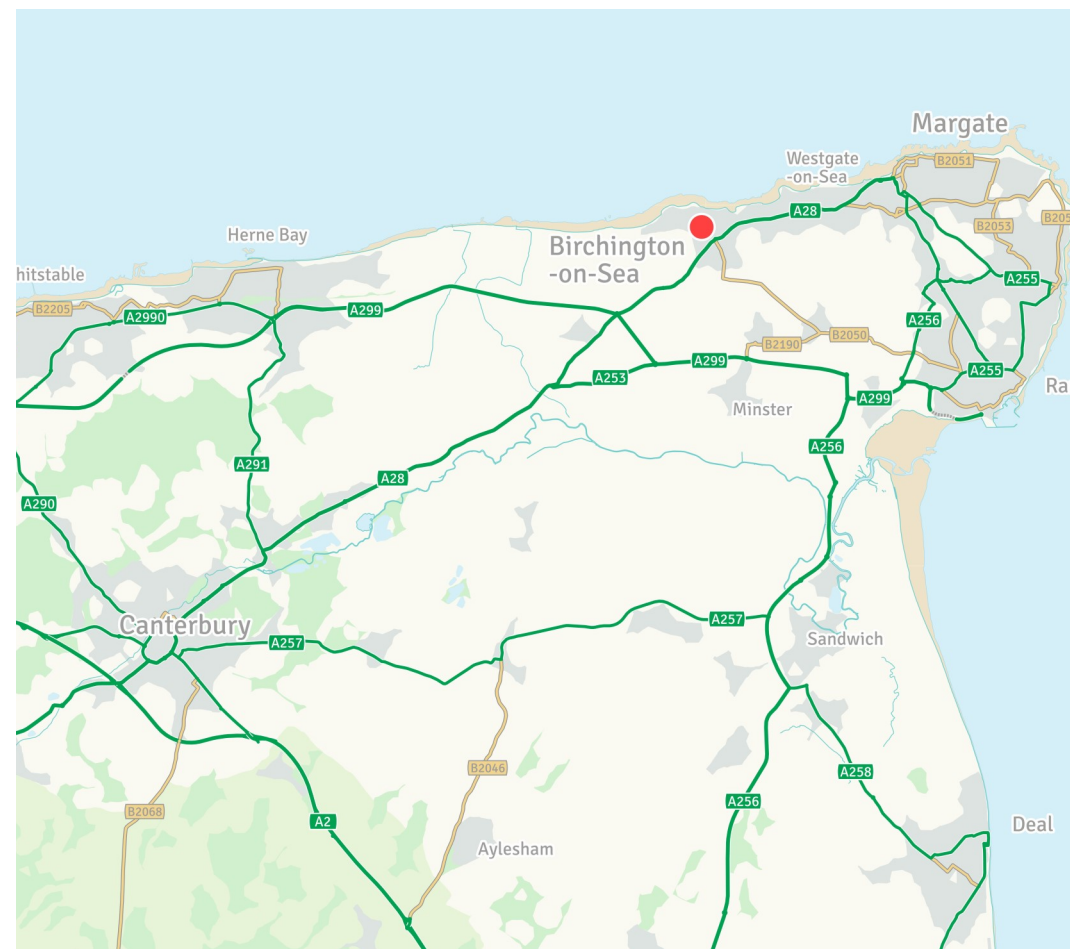 Margate
Westgate
-on-Sea
B2051
A28
B2053
B205
Herne Bay
Birchington
-on-Sea
hitstable
A255
B2205
A2990
A299
A256
B2050
B2190
A299
A253
A255
Ra
A299
Minster
A256
A291
A28
A290
Canterbury
A257
A257
Sandwich
B2046
A258
A256
B2068
A2
Deal
Aylesham